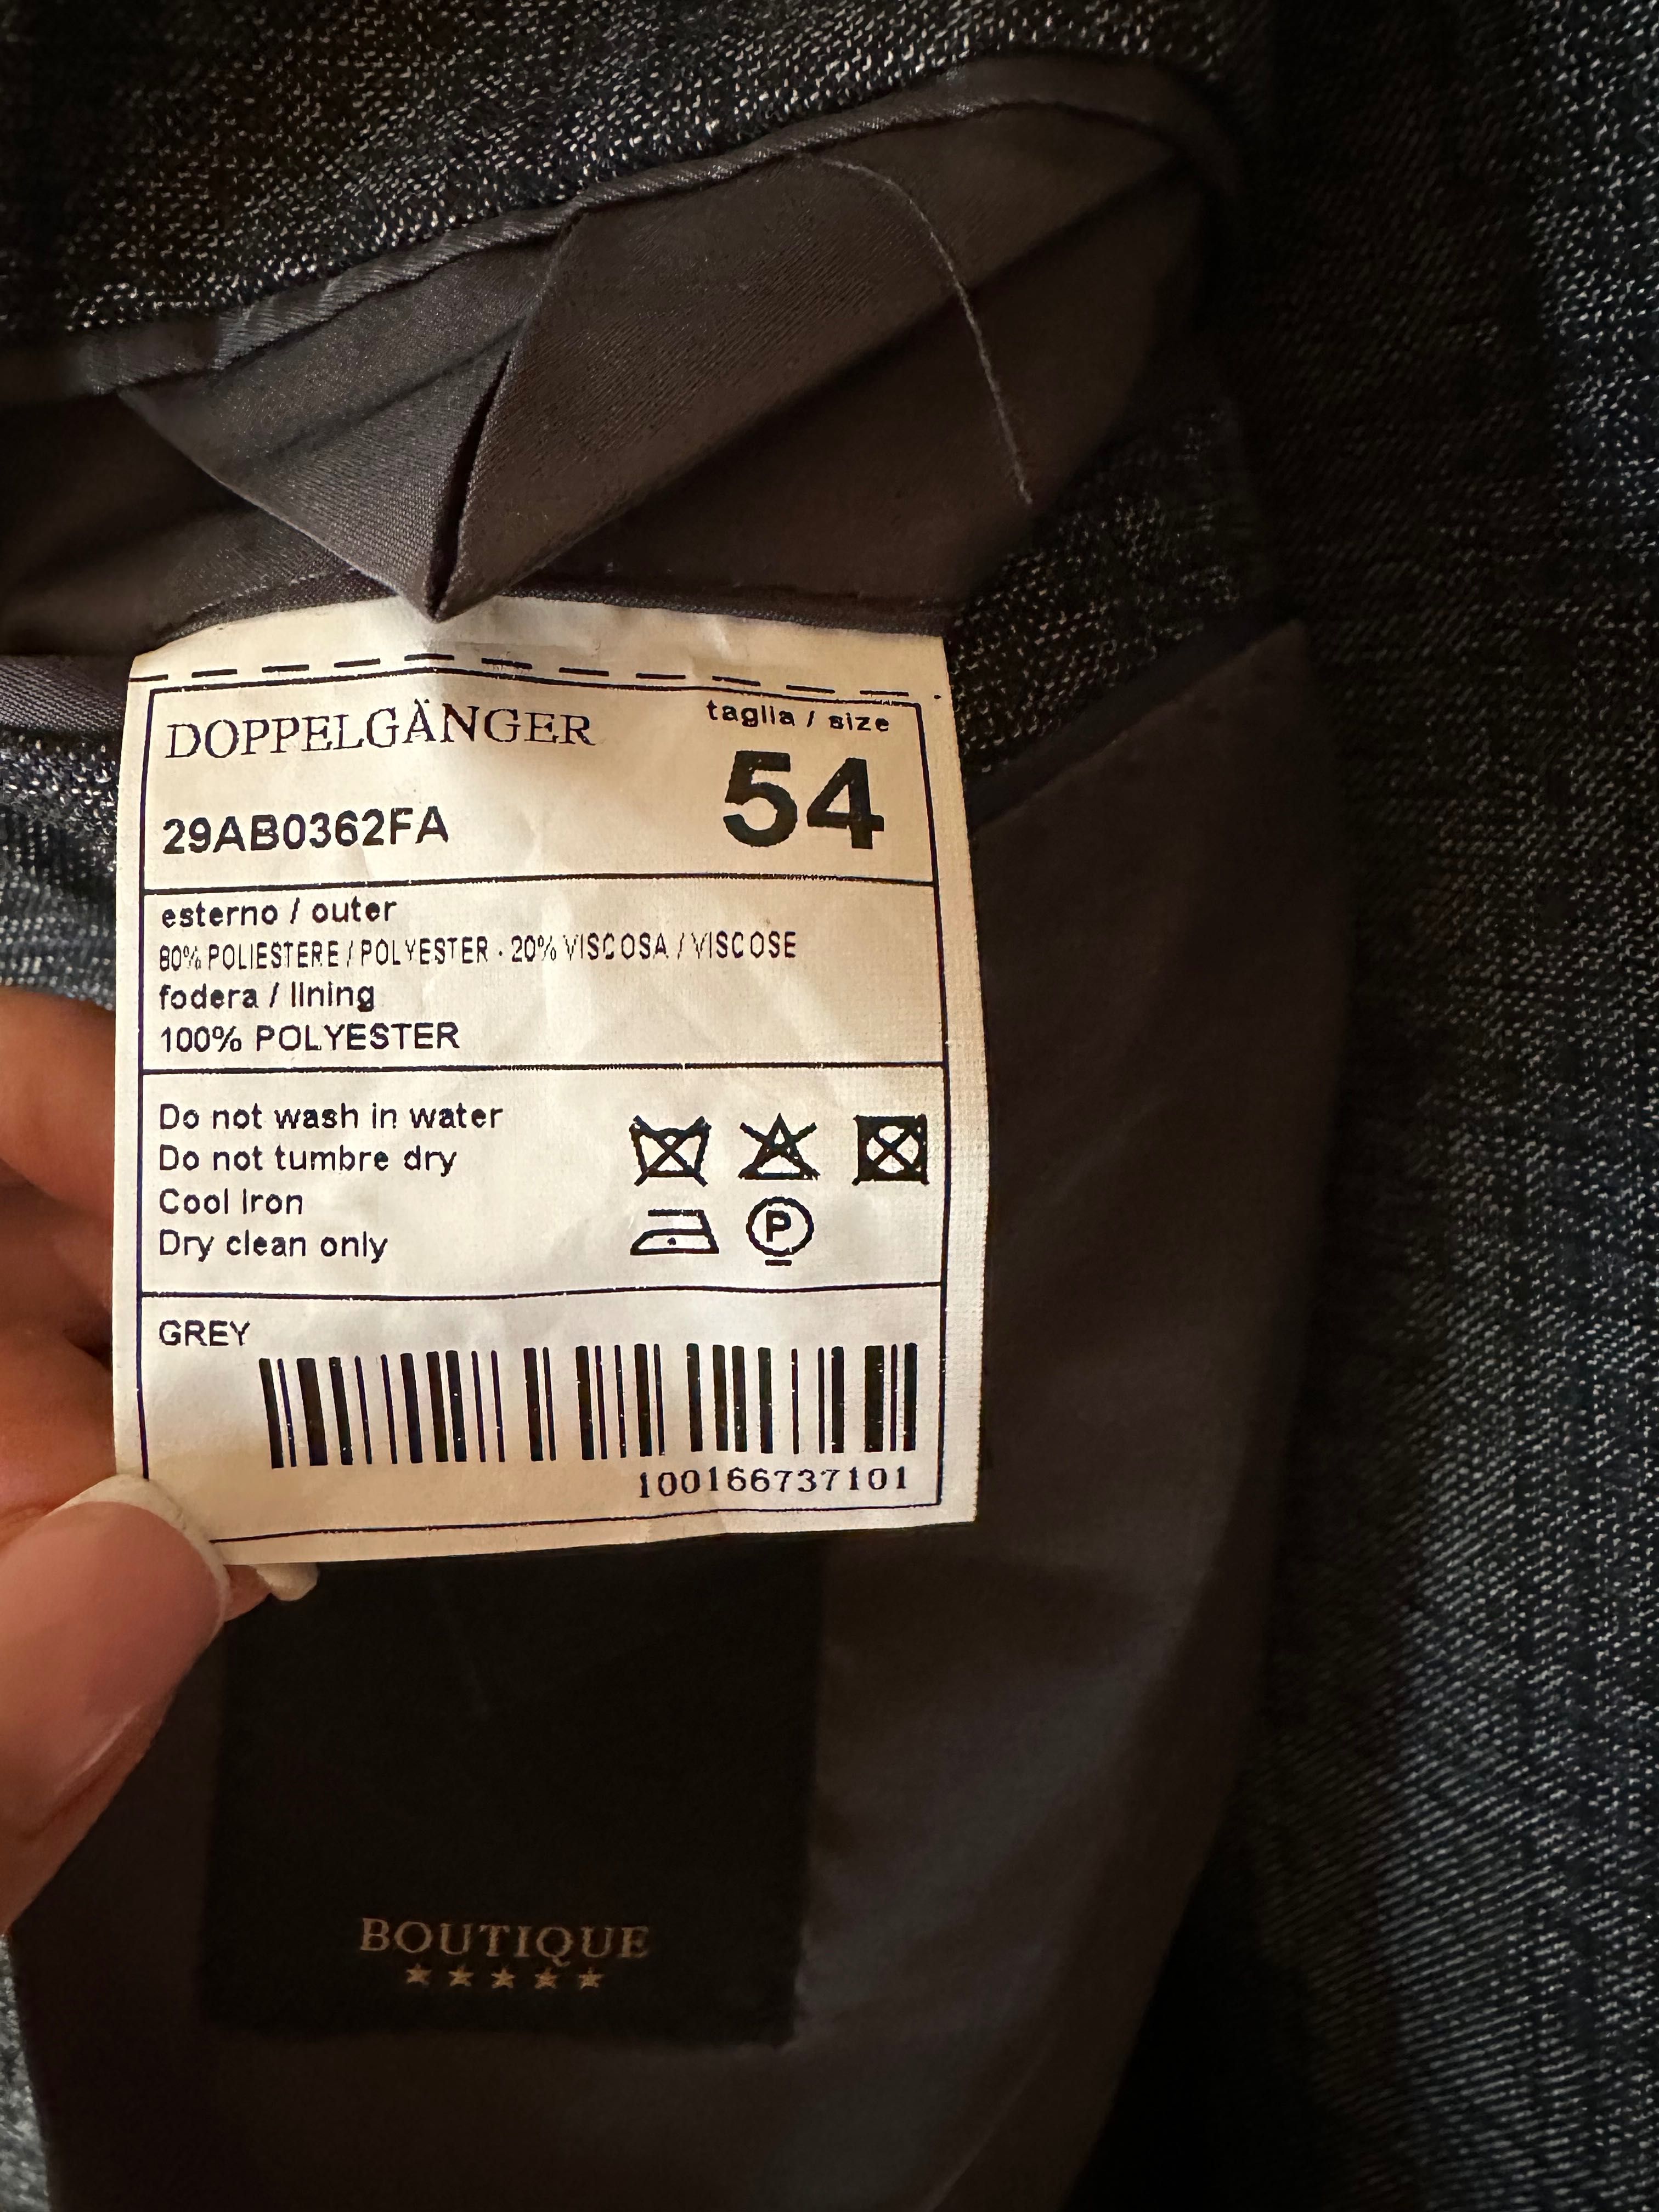 DOPPELGÄNGER
taglia / size
29AB0362FA
54
esterno / outer
80% POLIESTERE / POLYESTER - 20% VISCOSA / VISCOSE
fodera / lining
100% POLYESTER
Do not wash in water
Do not tumbre dry
Cool Iron
Dry clean only
P
GREY
100166737101
BOUTIQUE